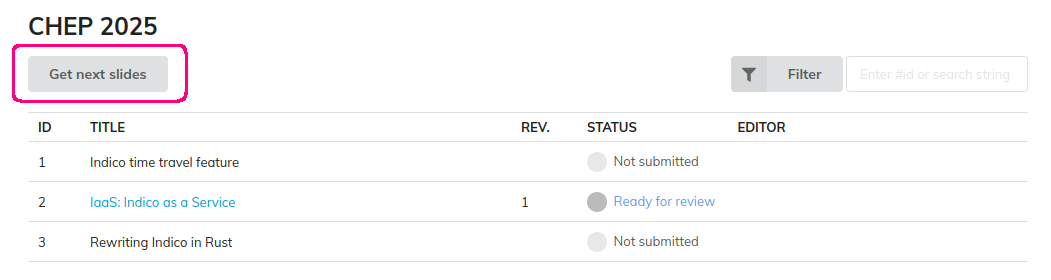 CHEP 2025
Get next slides
Filter
Enter #id or search string
ID TITLE REV. STATUS EDITOR
1 Indico time travel feature Not submitted
2 IaaS: Indico as a Service 1 Ready for review
3 Rewriting Indico in Rust Not submitted